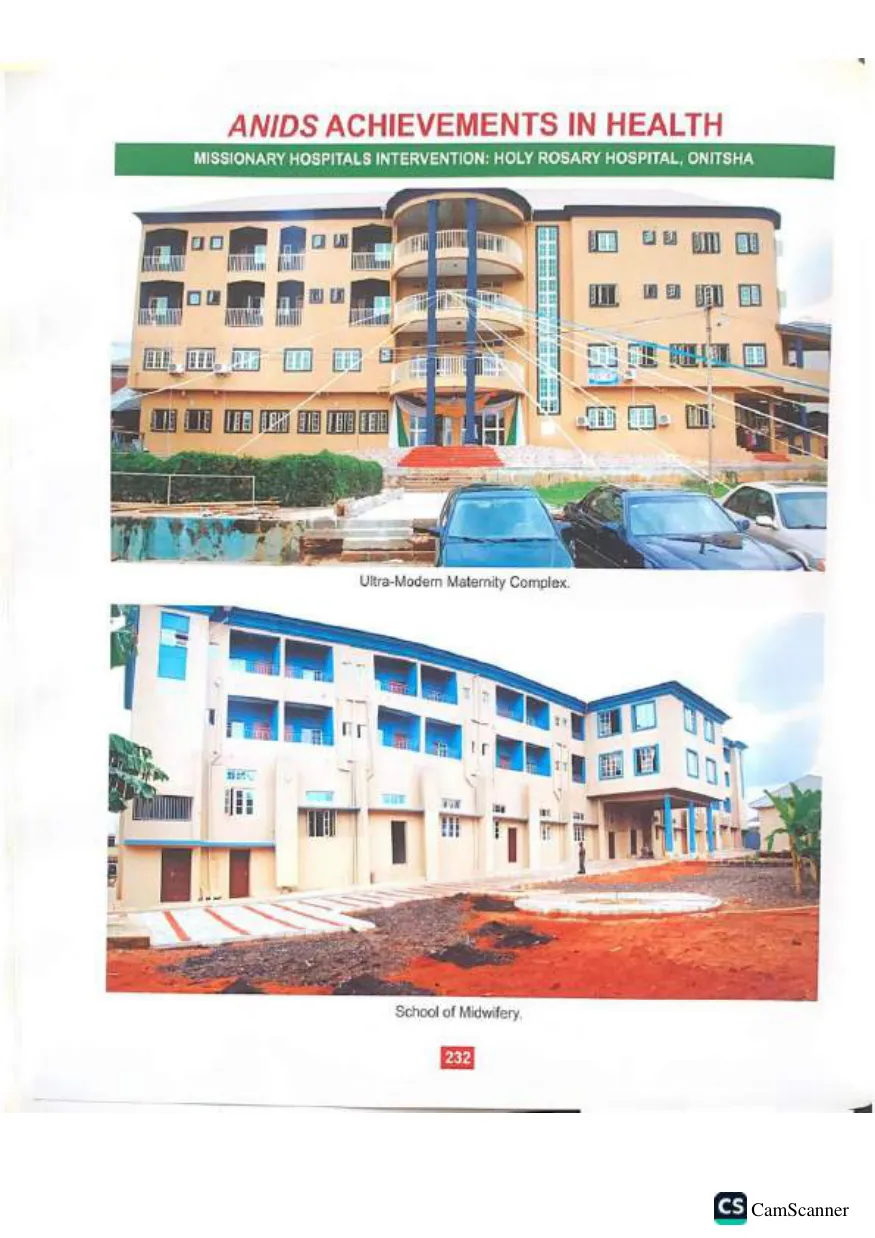 ANIDS ACHIEVEMENTS IN HEALTH
MISSIONARY HOSPITALS INTERVENTION: HOLY ROSARY HOSPITAL, ONITSHA
Ultra-Modern Maternity Complex.
School of Midwifery.
232
CS CamScanner